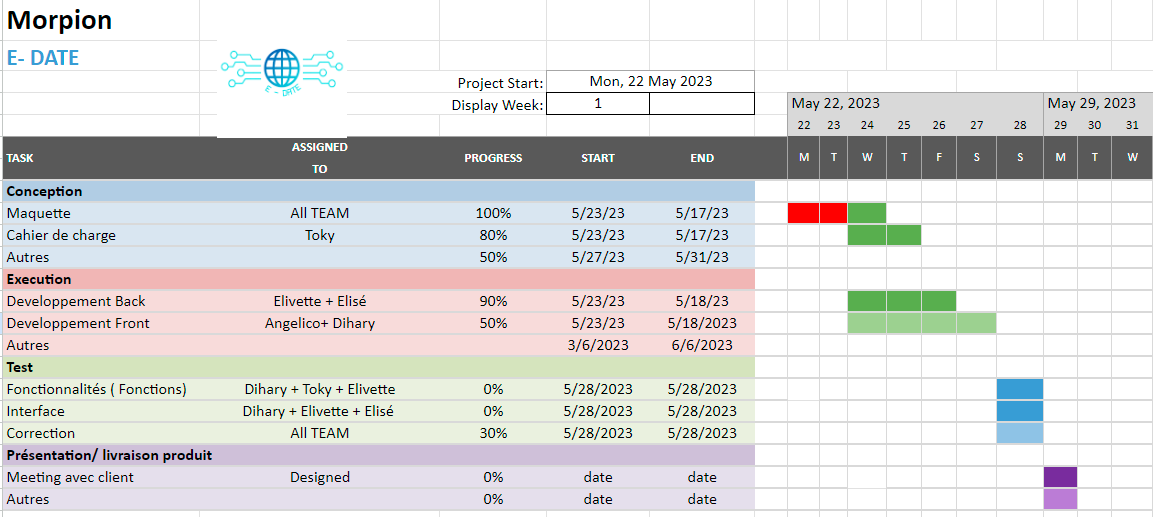 Morpion
E- DATE
E - DATE
Project Start: Mon, 22 May 2023
Display Week: 1
May 22, 2023 May 29, 2023
22 23 24 25 26 27 28 29 30 31
TASK ASSIGNED TO PROGRESS START END M T W T F S S M T W
Conception
Maquette All TEAM 100% 5/23/23 5/17/23
Cahier de charge Toky 80% 5/23/23 5/17/23
Autres 50% 5/27/23 5/31/23
Execution
Developpement Back Elivette + Elisé 90% 5/23/23 5/18/23
Developpement Front Angelico+ Dihary 50% 5/23/23 5/18/2023
Autres 3/6/2023 6/6/2023
Test
Fonctionnalités ( Fonctions) Dihary + Toky + Elivette 0% 5/28/2023 5/28/2023
Interface Dihary + Elivette + Elisé 0% 5/28/2023 5/28/2023
Correction All TEAM 30% 5/28/2023 5/28/2023
Présentation/ livraison produit
Meeting avec client Designed 0% date date
Autres 0% date date